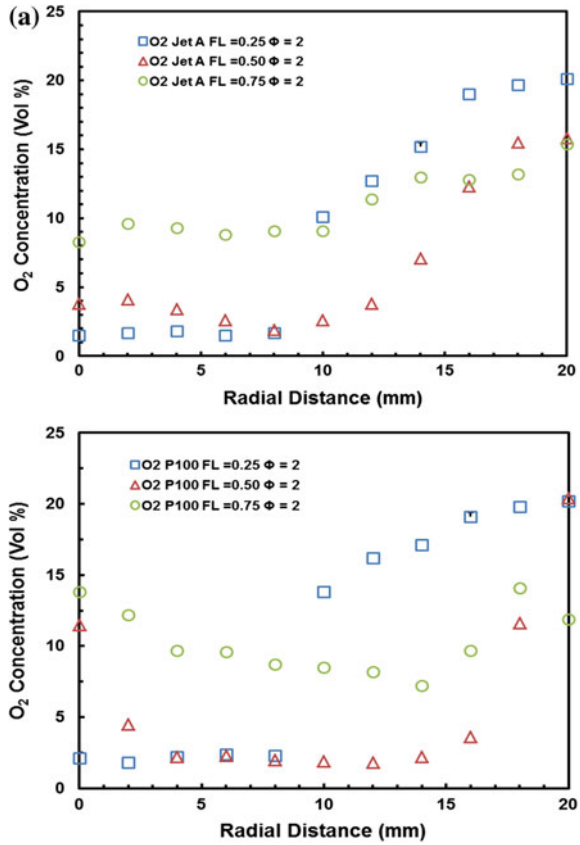 (a)
25
20
15
10
5
0
O2 Concentration (Vol %)
O2 Jet A FL =0.25 Φ = 2
O2 Jet A FL =0.50 Φ = 2
O2 Jet A FL =0.75 Φ = 2
0 5 10 15 20
Radial Distance (mm)
25
20
15
10
5
0
O2 Concentration (Vol %)
O2 P100 FL =0.25 Φ = 2
O2 P100 FL =0.50 Φ = 2
O2 P100 FL =0.75 Φ = 2
0 5 10 15 20
Radial Distance (mm)